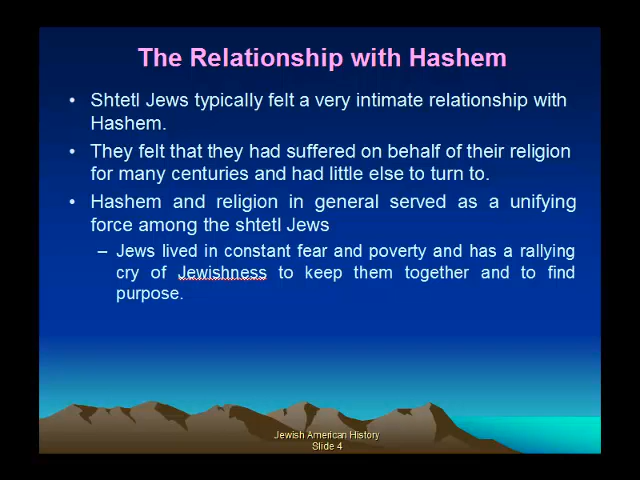 The Relationship with Hashem
• Shtetl Jews typically felt a very intimate relationship with
Hashem.
• They felt that they had suffered on behalf of their religion
for many centuries and had little else to turn to.
• Hashem and religion in general served as a unifying
force among the shtetl Jews
– Jews lived in constant fear and poverty and has a rallying
cry of Jewishness to keep them together and to find
purpose.
Jewish American History
Slide 4